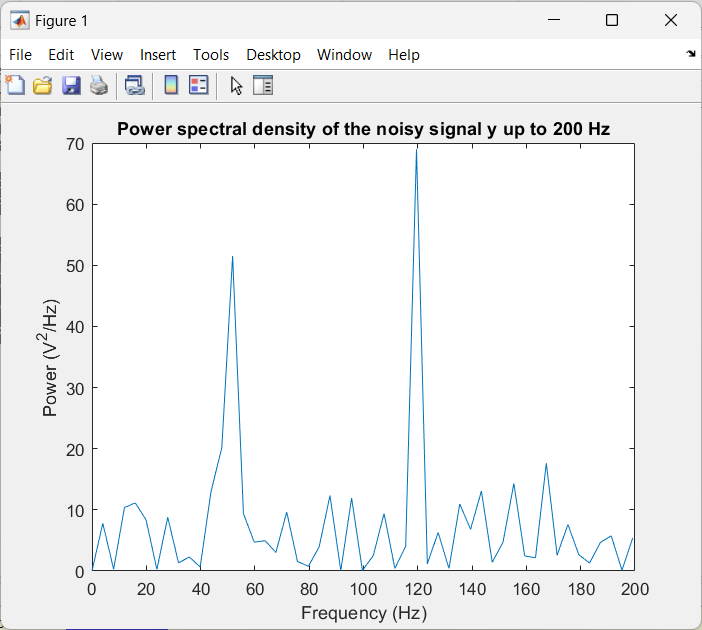 Figure 1
File Edit View Insert Tools Desktop Window Help
Power spectral density of the noisy signal y up to 200 Hz
70
60
50
40
30
20
10
0
Power (V²/Hz)
0 20 40 60 80 100 120 140 160 180 200
Frequency (Hz)